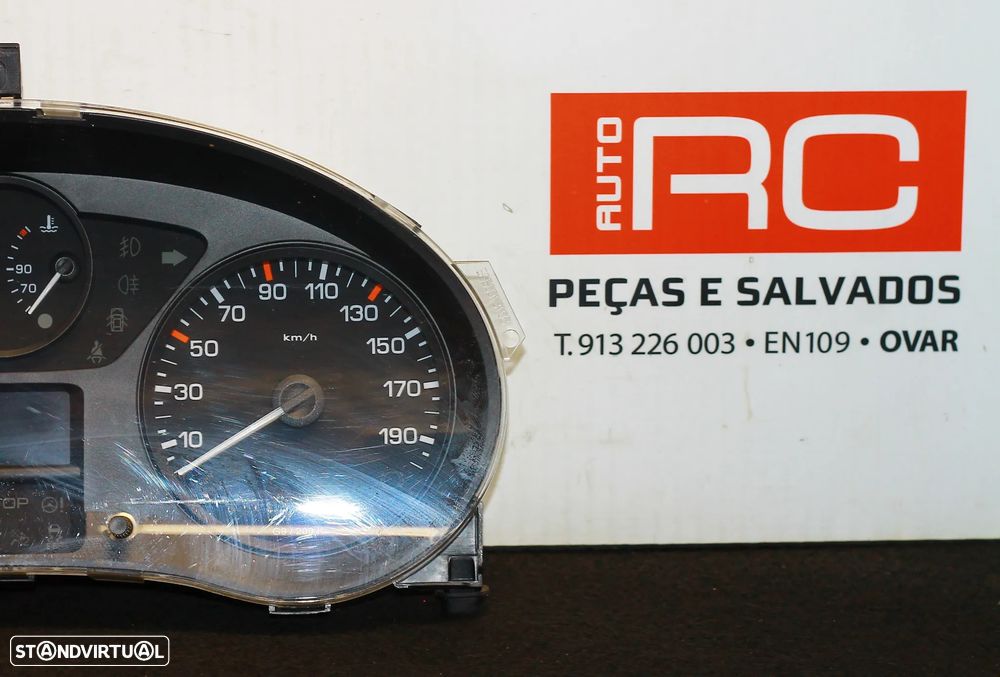 AUTO RC
PEÇAS E SALVADOS
T. 913 226 003 • EN109 • OVAR
90
70
10
30
50
70
90
110
130
150
170
190
km/h
TOP
STANDVIRTUAL